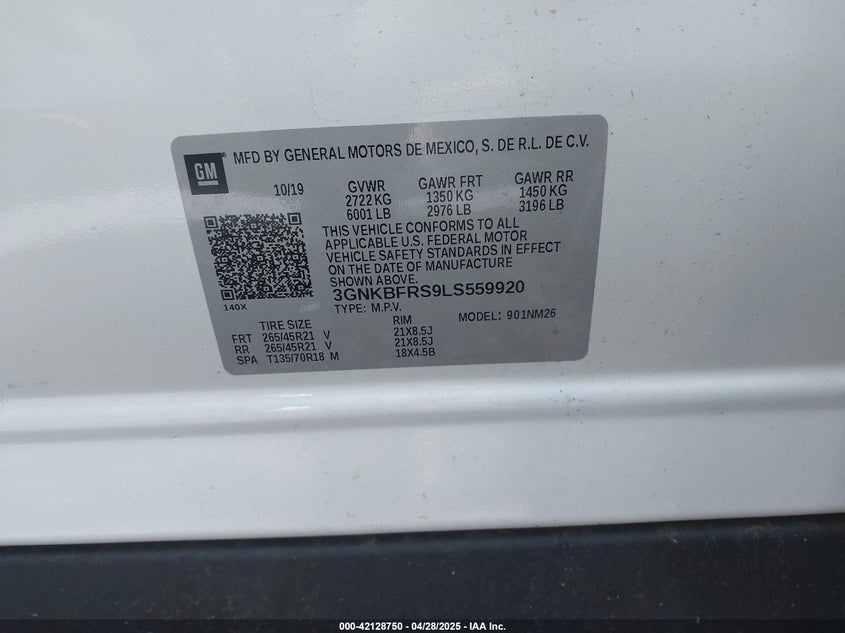 GM
MFD BY GENERAL MOTORS DE MEXICO, S. DE R.L. DE C.V.
10/19 GVWR GAWR FRT GAWR RR
2722 KG 1350 KG 1450 KG
6001 LB 2976 LB 3196 LB
THIS VEHICLE CONFORMS TO ALL
APPLICABLE U.S. FEDERAL MOTOR
VEHICLE SAFETY STANDARDS IN EFFECT
ON THE DATE OF MANUFACTURE
SHOWN ABOVE.
140X
3GNKBFRS9LS559920
TYPE: M.P.V. MODEL: 901NM26
TIRE SIZE RIM
FRT 265/45R21 V 21X8.5J
RR 265/45R21 V 21X8.5J
SPA T135/70R18 M 18X4.5B
000-42128750 - 04/28/2025 - IAA Inc.